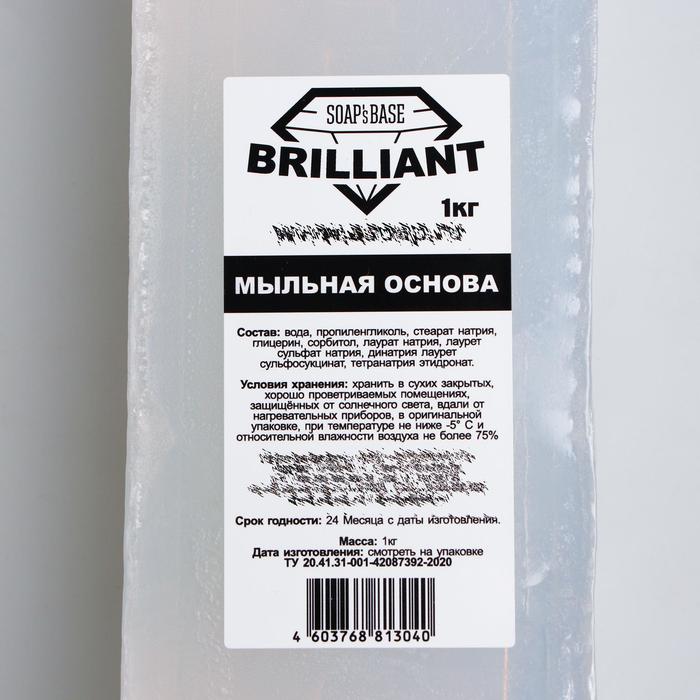 SOAP'S BASE
BRILLIANT
1кг
МЫЛЬНАЯ ОСНОВА
Состав: вода, пропиленгликоль, стеарат натрия,
глицерин, сорбитол, лаурат натрия, лаурет
сульфат натрия, динатрия лаурет
сульфосукцинат, тетранатрия этидронат.
Условия хранения: хранить в сухих закрытых,
хорошо проветриваемых помещениях,
защищённых от солнечного света, вдали от
нагревательных приборов, в оригинальной
упаковке, при температуре не ниже -5° С и
относительной влажности воздуха не более 75%
Срок годности: 24 Месяца с даты изготовления.
Масса: 1кг
Дата изготовления: смотреть на упаковке
ТУ 20.41.31-001-42087392-2020
4 603768 813040